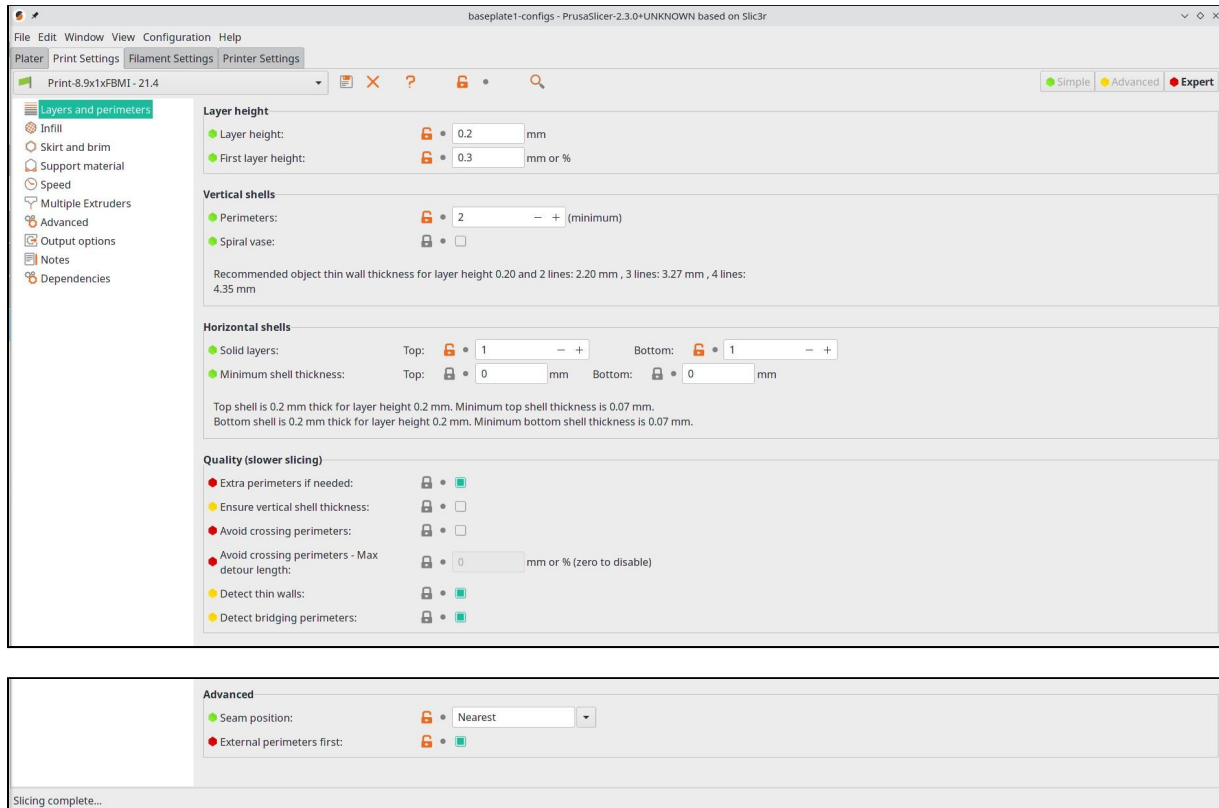 baseplate1-configs - PrusaSlicer-2.3.0+UNKNOWN based on Slic3r
File Edit Window View Configuration Help
Plater Print Settings Filament Settings Printer Settings
Print-8.9x1xFBMI - 21.4 Simple Advanced Expert
Layers and perimeters
Infill
Skirt and brim
Support material
Speed
Multiple Extruders
Advanced
Output options
Notes
Dependencies
Layer height
Layer height: 0.2 mm
First layer height: 0.3 mm or %
Vertical shells
Perimeters: 2 (minimum)
Spiral vase:
Recommended object thin wall thickness for layer height 0.20 and 2 lines: 2.20 mm , 3 lines: 3.27 mm , 4 lines:
4.35 mm
Horizontal shells
Solid layers: Top: 1 Bottom: 1
Minimum shell thickness: Top: 0 mm Bottom: 0 mm
Top shell is 0.2 mm thick for layer height 0.2 mm. Minimum top shell thickness is 0.07 mm.
Bottom shell is 0.2 mm thick for layer height 0.2 mm. Minimum bottom shell thickness is 0.07 mm.
Quality (slower slicing)
Extra perimeters if needed:
Ensure vertical shell thickness:
Avoid crossing perimeters:
Avoid crossing perimeters - Max
detour length: 0 mm or % (zero to disable)
Detect thin walls:
Detect bridging perimeters:
Advanced
Seam position: Nearest
External perimeters first:
Slicing complete...